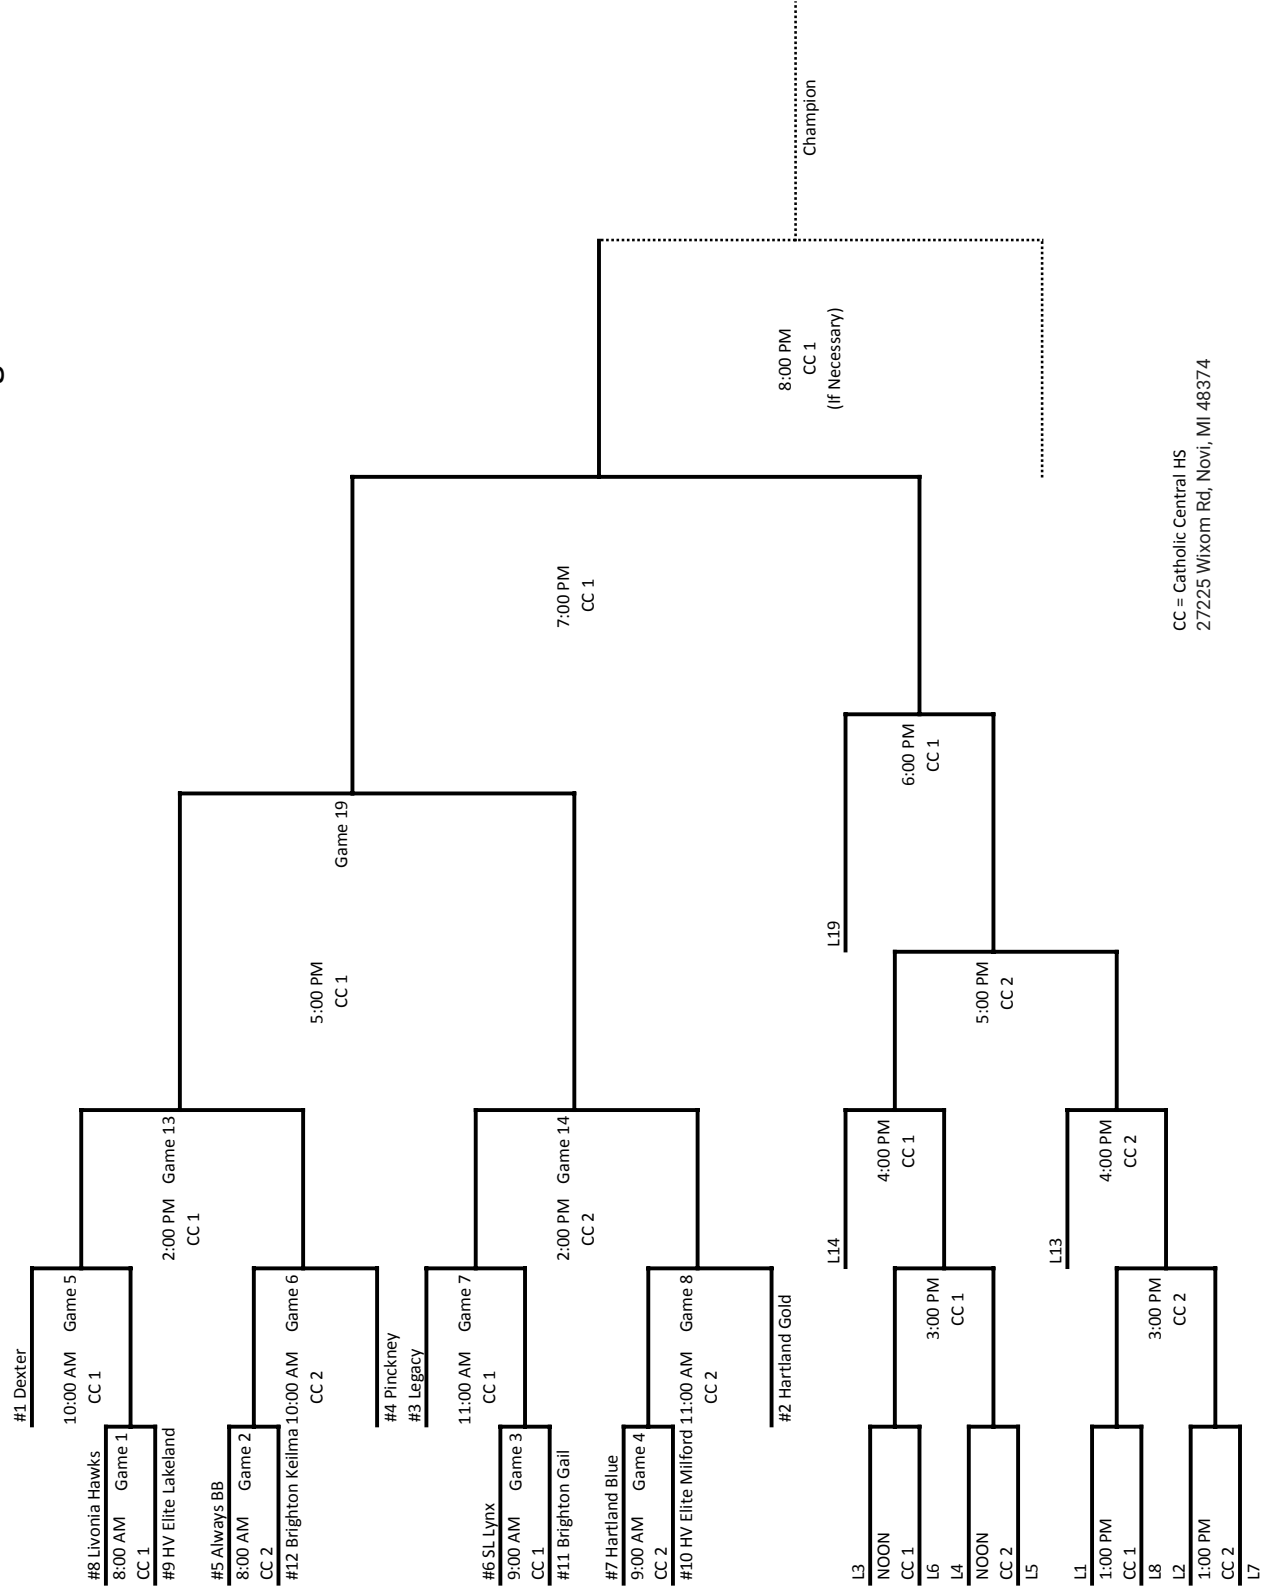 #1 Dexter
10:00 AM Game 5
CC 1
#8 Livonia Hawks
8:00 AM Game 1
CC 1
#9 HV Elite Lakeland
2:00 PM Game 13
CC 1
#5 Always BB
8:00 AM Game 2
CC 2
#12 Brighton Keilma
10:00 AM Game 6
CC 2
#4 Pinckney
5:00 PM
CC 1
Game 19
#3 Legacy
11:00 AM Game 7
CC 1
#6 SL Lynx
9:00 AM Game 3
CC 1
#11 Brighton Gail
2:00 PM Game 14
CC 2
#7 Hartland Blue
9:00 AM Game 4
CC 2
#10 HV Elite Milford
11:00 AM Game 8
CC 2
#2 Hartland Gold
7:00 PM
CC 1
8:00 PM
CC 1
(If Necessary)
Champion
L19
6:00 PM
CC 1
L14
4:00 PM
CC 1
L3
NOON
CC 1
L6
3:00 PM
CC 1
L4
NOON
CC 2
L5
5:00 PM
CC 2
L13
4:00 PM
CC 2
L1
1:00 PM
CC 1
L8
3:00 PM
CC 2
L2
1:00 PM
CC 2
L7
CC = Catholic Central HS
27225 Wixom Rd, Novi, MI 48374